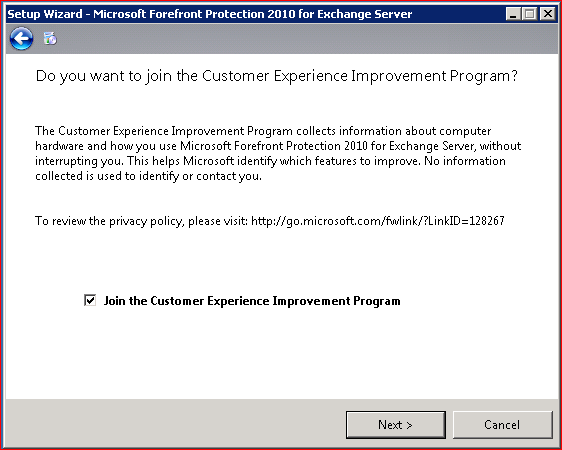 Setup Wizard - Microsoft Forefront Protection 2010 for Exchange Server
Do you want to join the Customer Experience Improvement Program?
The Customer Experience Improvement Program collects information about computer
hardware and how you use Microsoft Forefront Protection 2010 for Exchange Server, without
interrupting you. This helps Microsoft identify which features to improve. No information
collected is used to identify or contact you.
To review the privacy policy, please visit: http://go.microsoft.com/fwlink/?LinkID=128267
Join the Customer Experience Improvement Program
Next >
Cancel